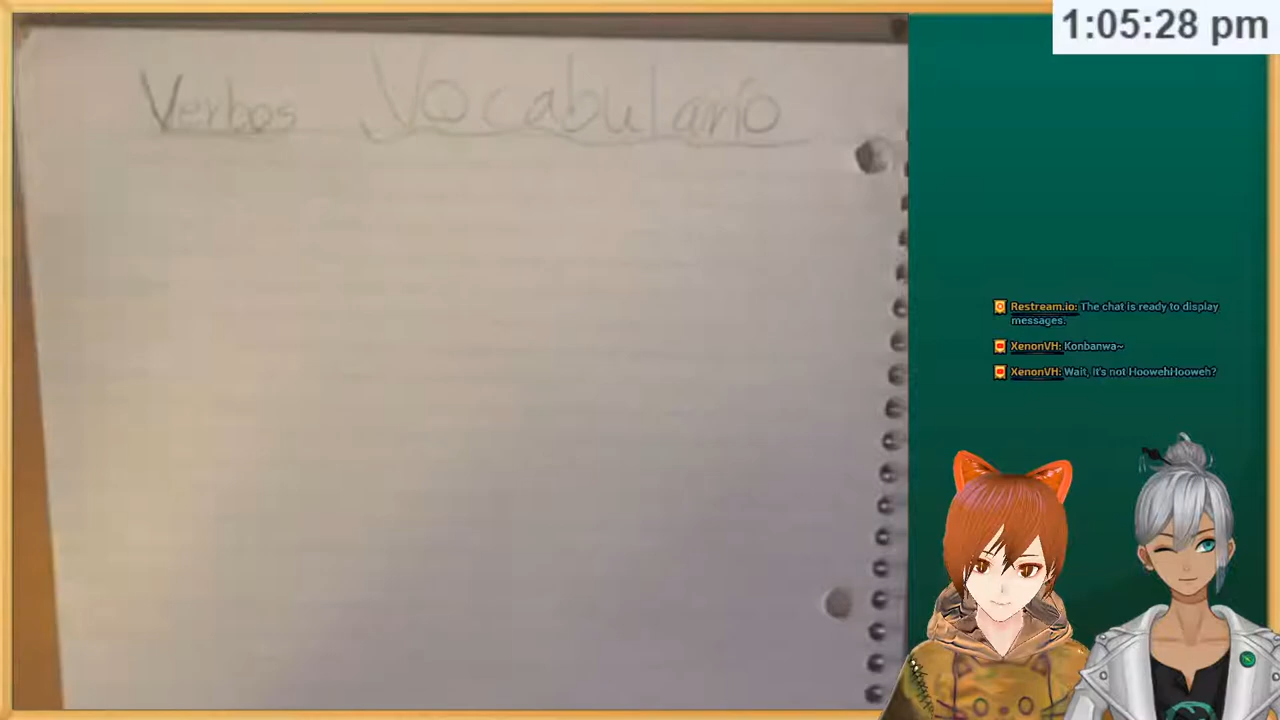 1:05:28 pm
Verbos Vocabulario
Restream.io: The chat is ready to display
messages.
XenonVH: Konbanwa~
XenonVH: Wait, it's not HoowehHooweh?